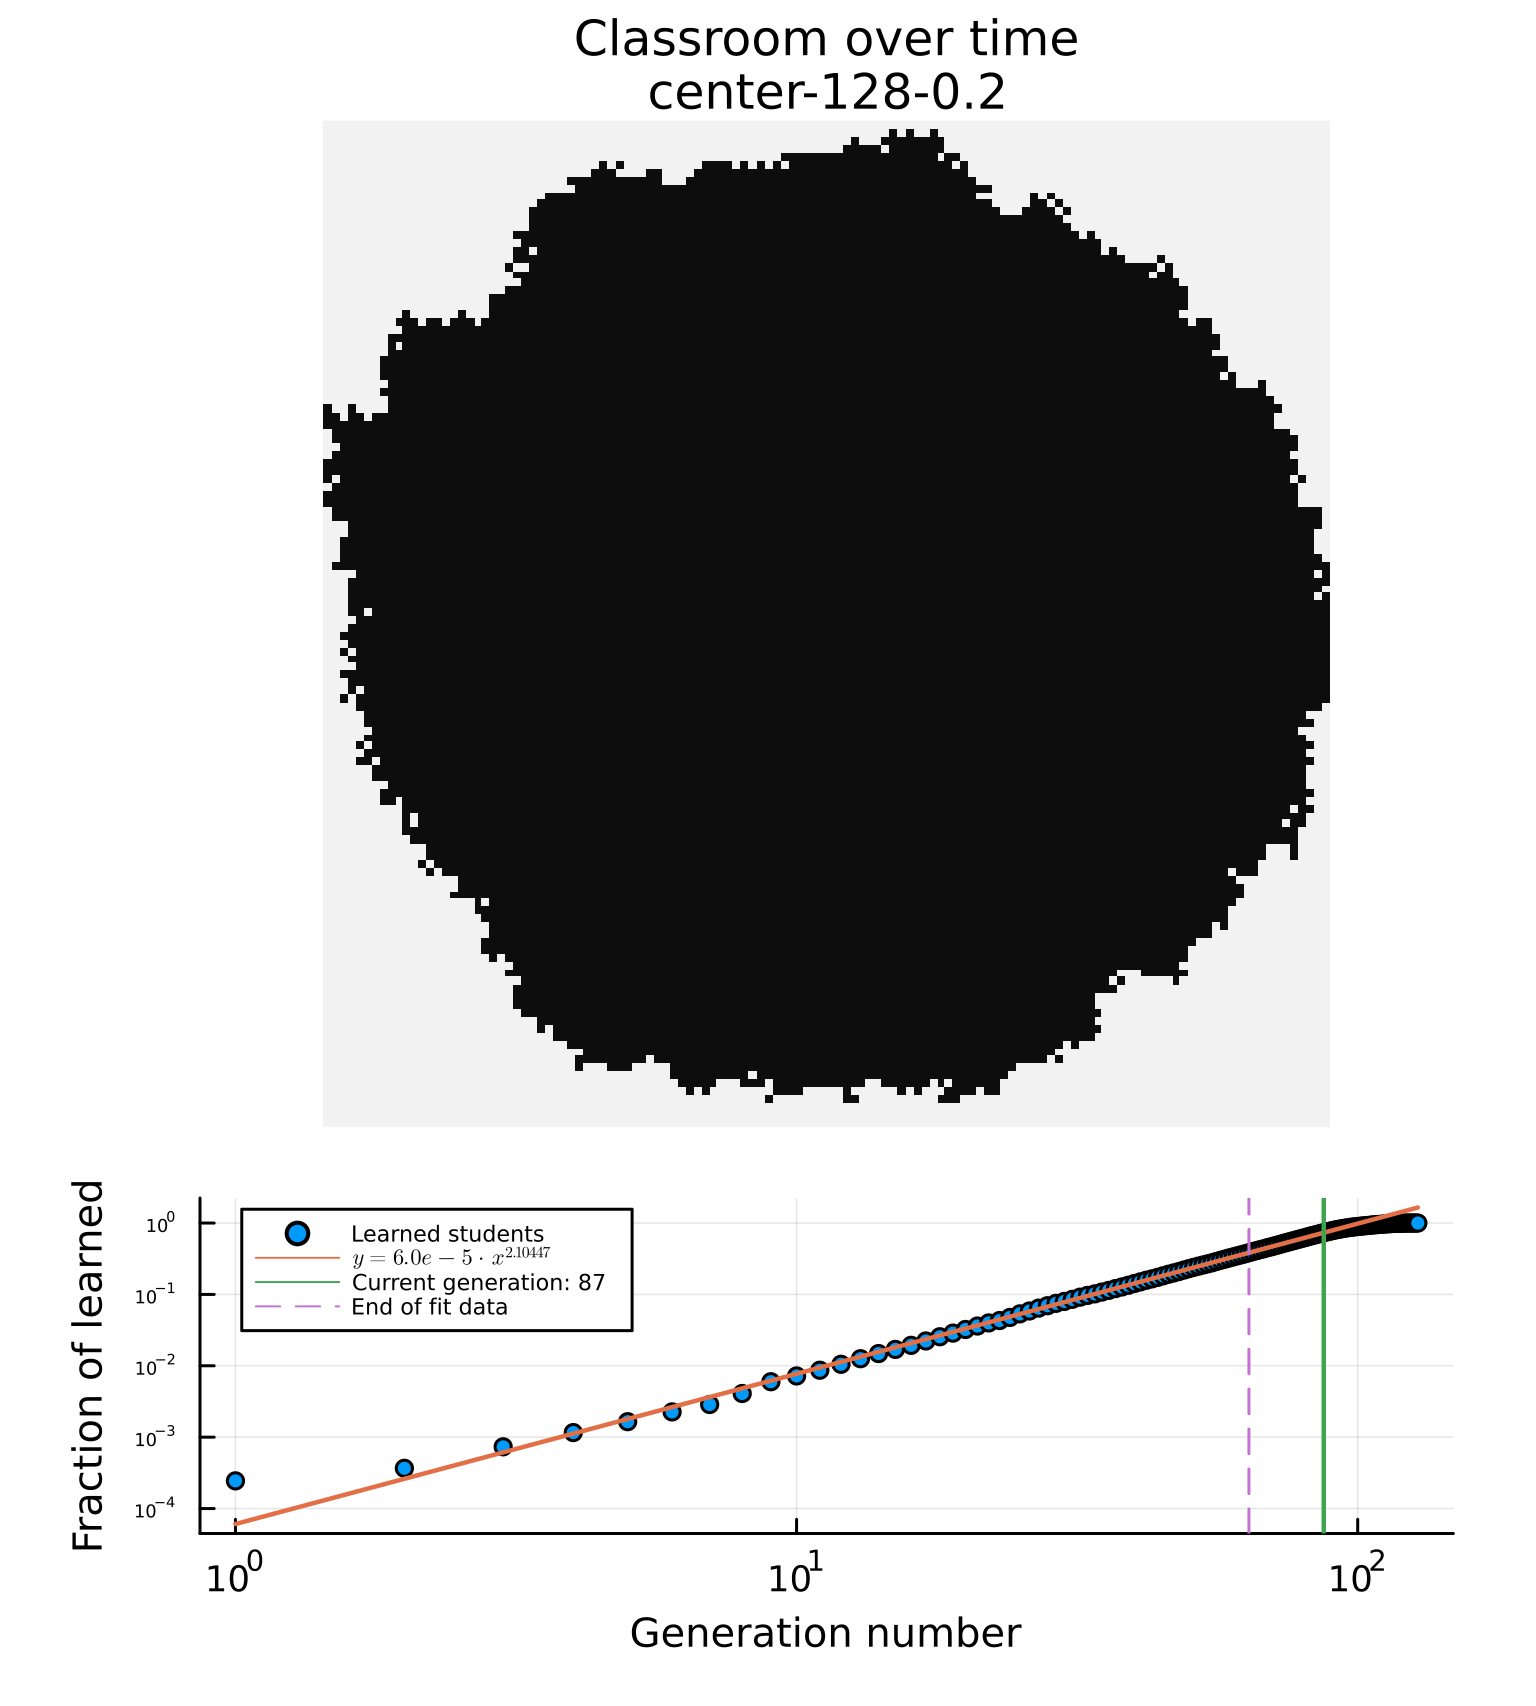 Classroom over time
center-128-0.2
Fraction of learned
10^0
10^−1
10^−2
10^−3
10^−4
Learned students
y = 6.0e − 5 · x^2.10447
Current generation: 87
End of fit data
10^0 10^1 10^2
Generation number